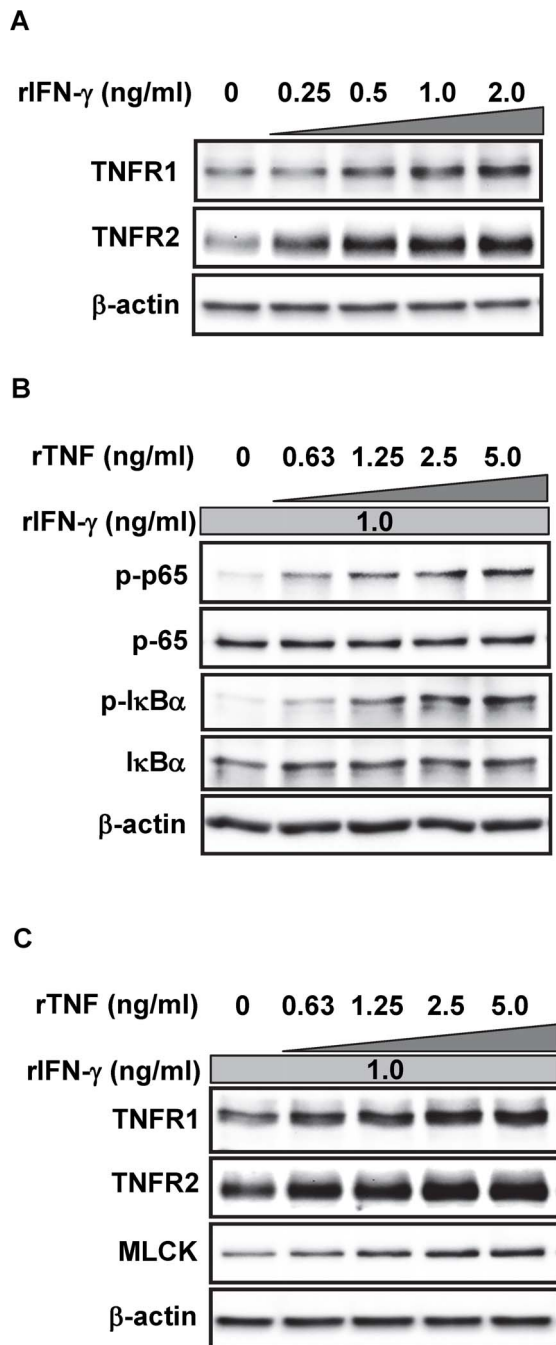 A
rIFN-γ (ng/ml) 0 0.25 0.5 1.0 2.0
TNFR1
TNFR2
β-actin
B
rTNF (ng/ml) 0 0.63 1.25 2.5 5.0
rIFN-γ (ng/ml) 1.0
p-p65
p-65
p-IκBα
IκBα
β-actin
C
rTNF (ng/ml) 0 0.63 1.25 2.5 5.0
rIFN-γ (ng/ml) 1.0
TNFR1
TNFR2
MLCK
β-actin